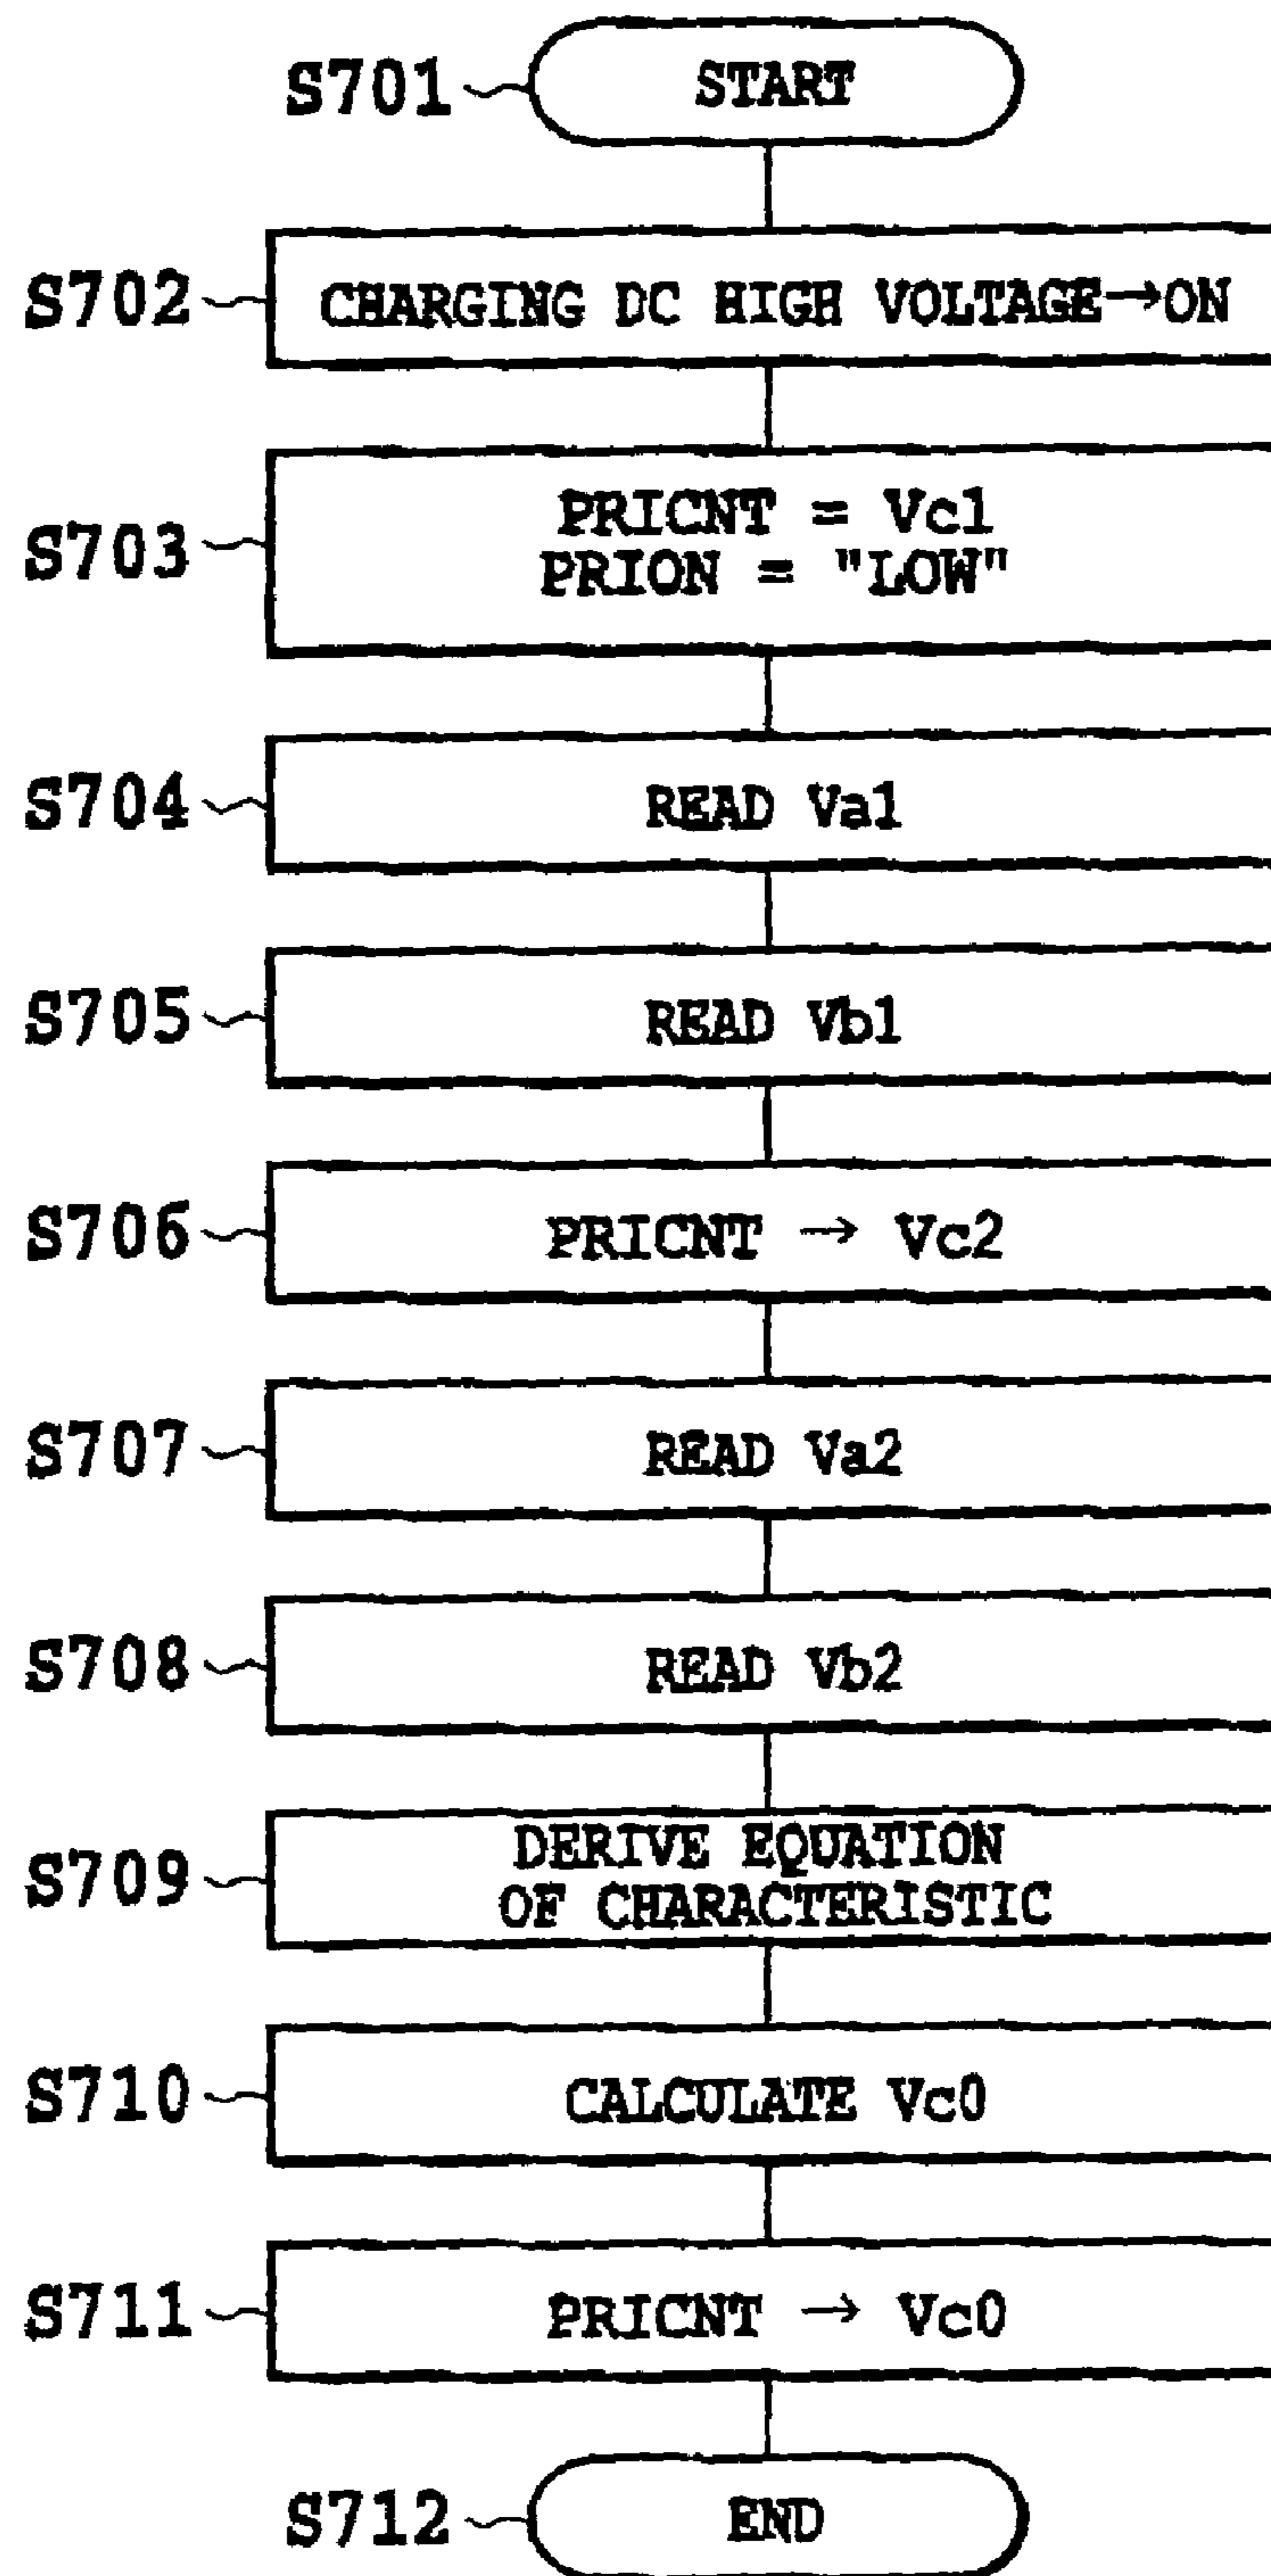 S701 START
S702 CHARGING DC HIGH VOLTAGE→ON
S703 PRICNT = Vc1
PRION = "LOW"
S704 READ Va1
S705 READ Vb1
S706 PRICNT → Vc2
S707 READ Va2
S708 READ Vb2
S709 DERIVE EQUATION
OF CHARACTERISTIC
S710 CALCULATE Vc0
S711 PRICNT → Vc0
S712 END